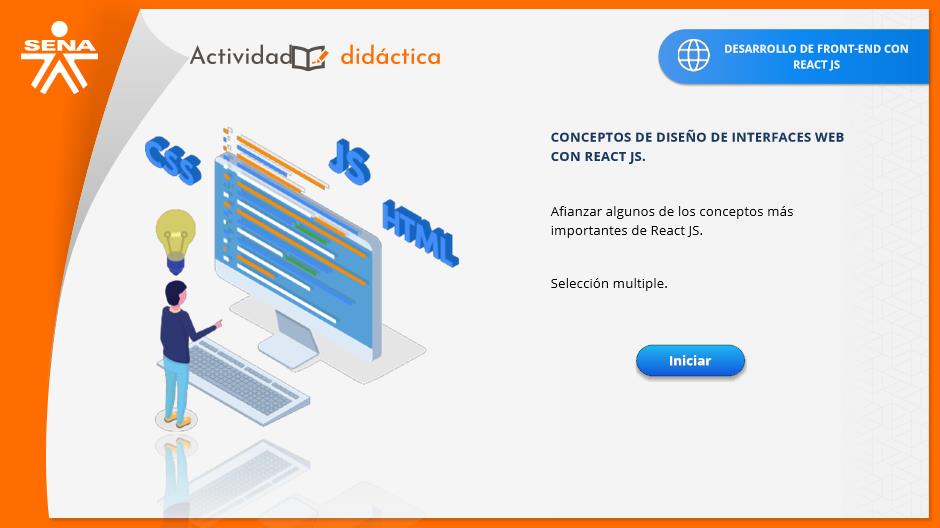 SENA
Actividad didáctica
DESARROLLO DE FRONT-END CON
REACT JS
CSS
JS
HTML
CONCEPTOS DE DISEÑO DE INTERFACES WEB
CON REACT JS.
Afianzar algunos de los conceptos más
importantes de React JS.
Selección multiple.
Iniciar